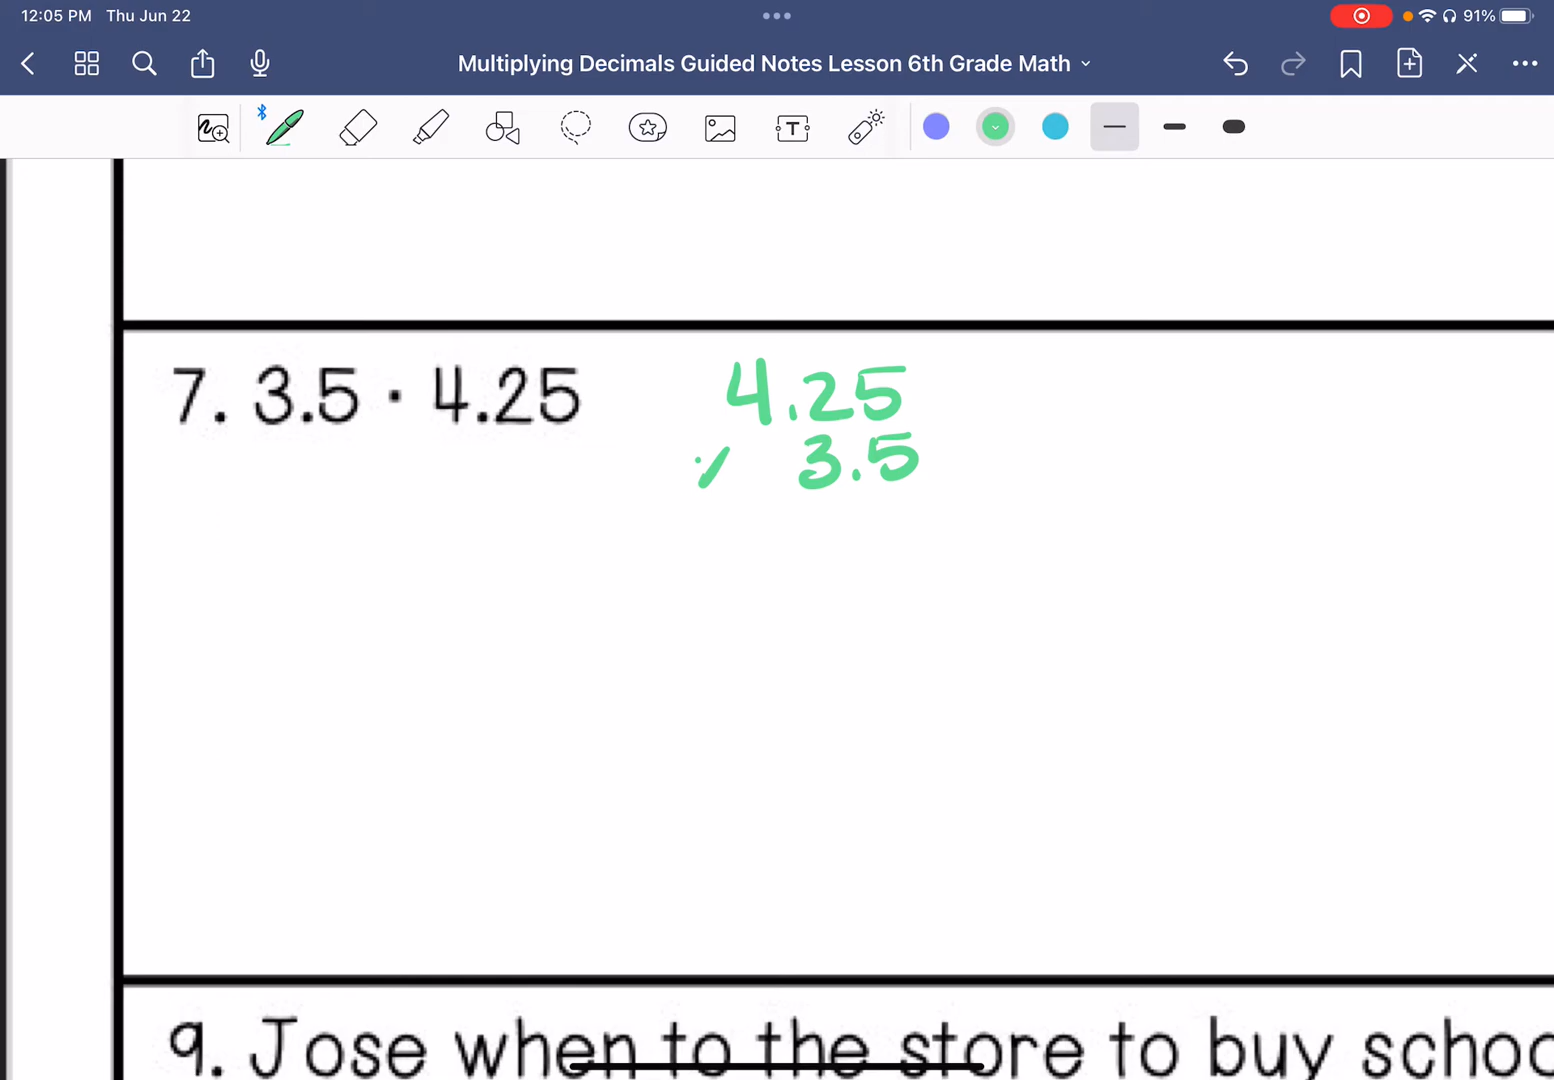 12:05 PM Thu Jun 22
91%
Multiplying Decimals Guided Notes Lesson 6th Grade Math
T
7. 3.5 · 4.25
4.25
3.5
9. Jose when to the store to buy schoo